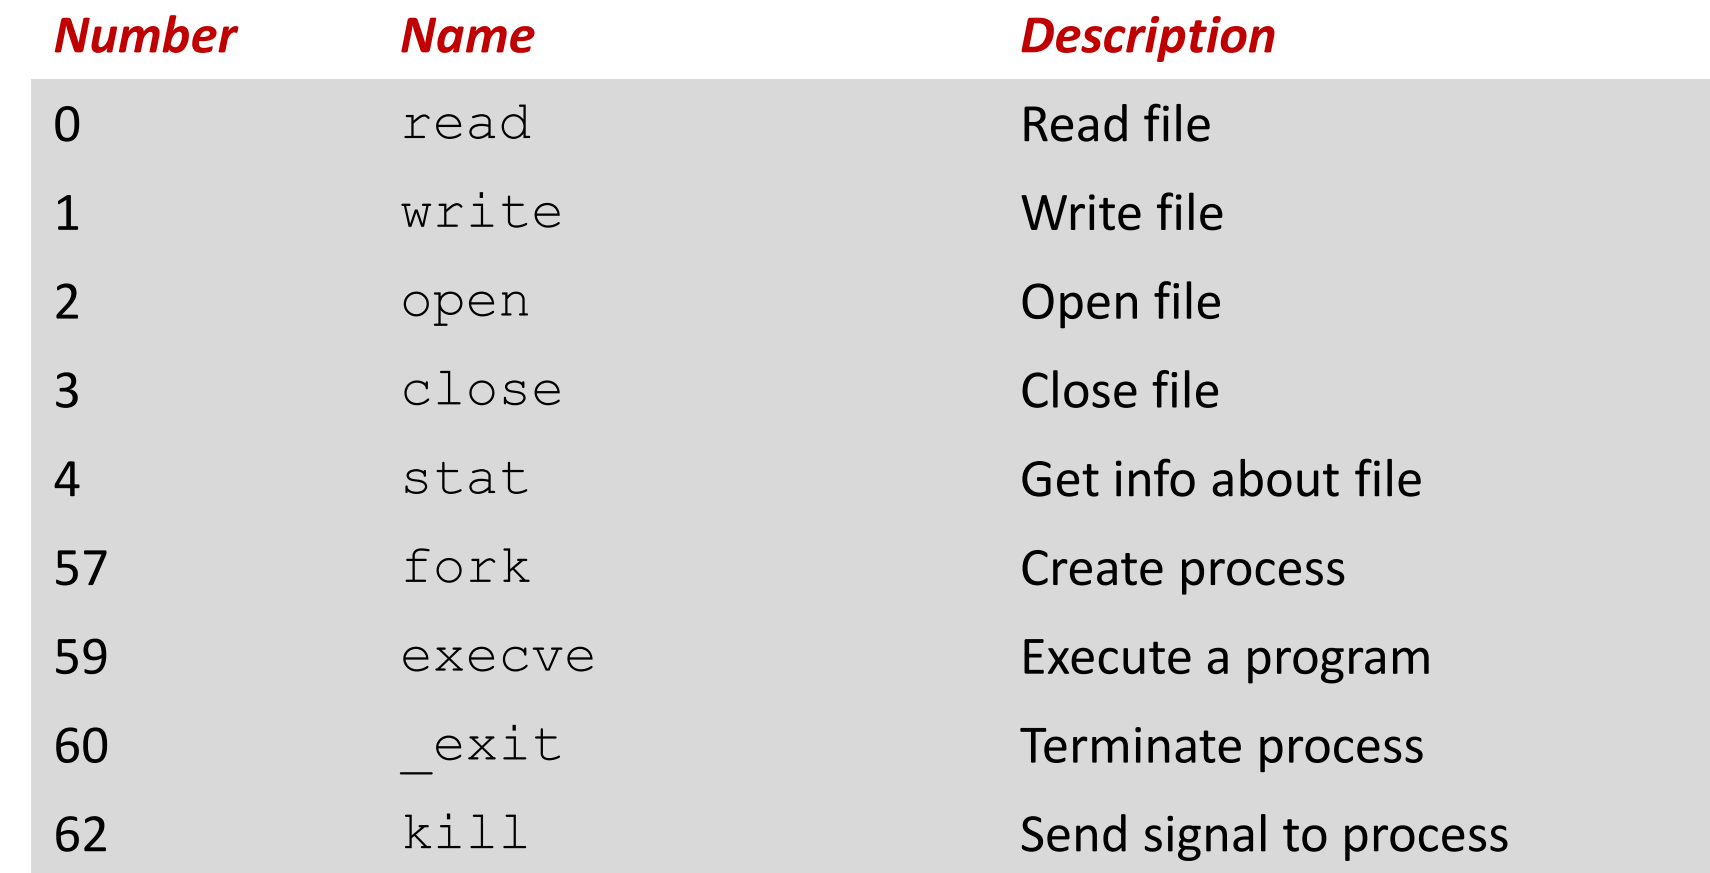 Number Name Description
0 read Read file
1 write Write file
2 open Open file
3 close Close file
4 stat Get info about file
57 fork Create process
59 execve Execute a program
60 _exit Terminate process
62 kill Send signal to process